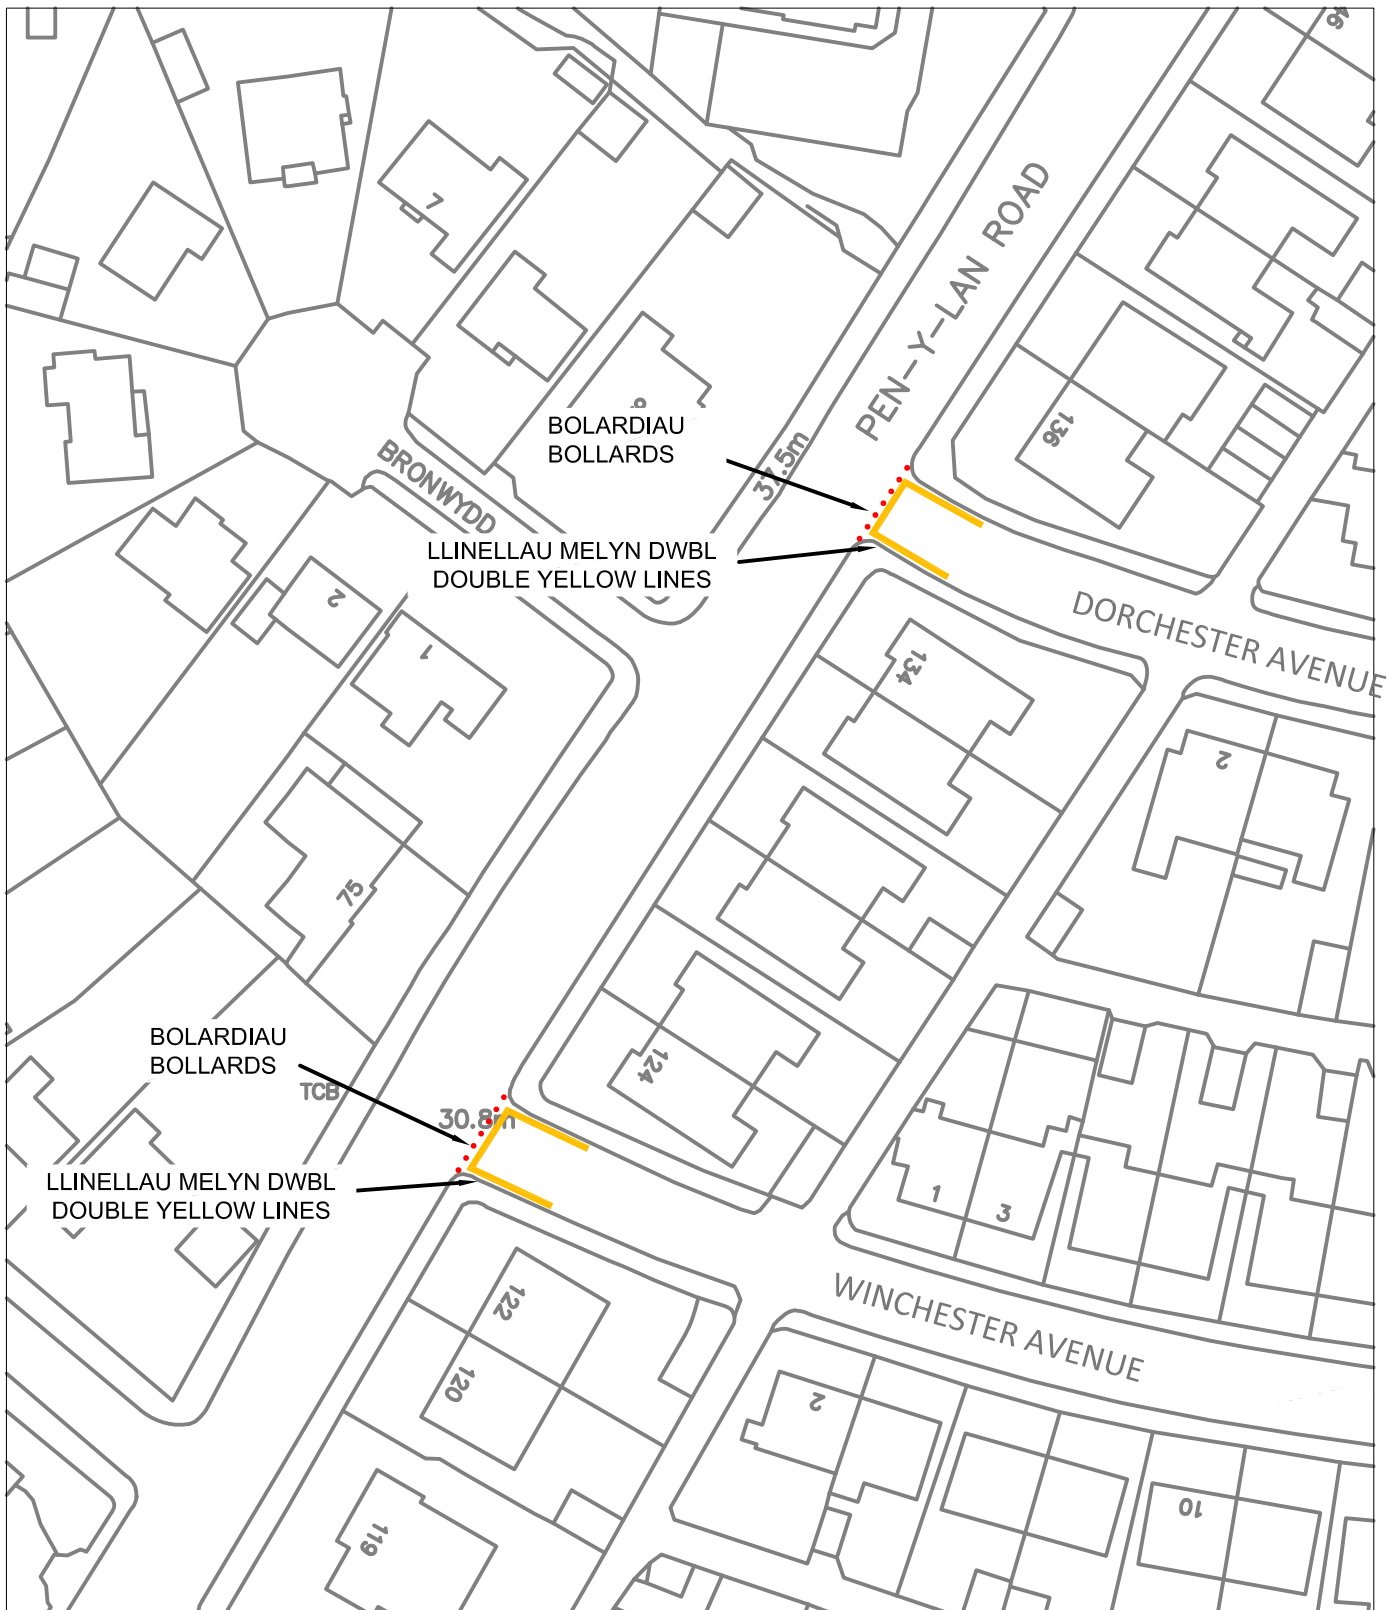 46
7
PEN-Y-LAN ROAD
BOLARDIAU
BOLLARDS
136
37.5m
BRONWYDD
LLINELLAU MELYN DWBL
DOUBLE YELLOW LINES
DORCHESTER AVENUE
2
1
134
2
75
BOLARDIAU
BOLLARDS
124
TCB
30.8m
LLINELLAU MELYN DWBL
DOUBLE YELLOW LINES
1
3
WINCHESTER AVENUE
122
120
2
10
119